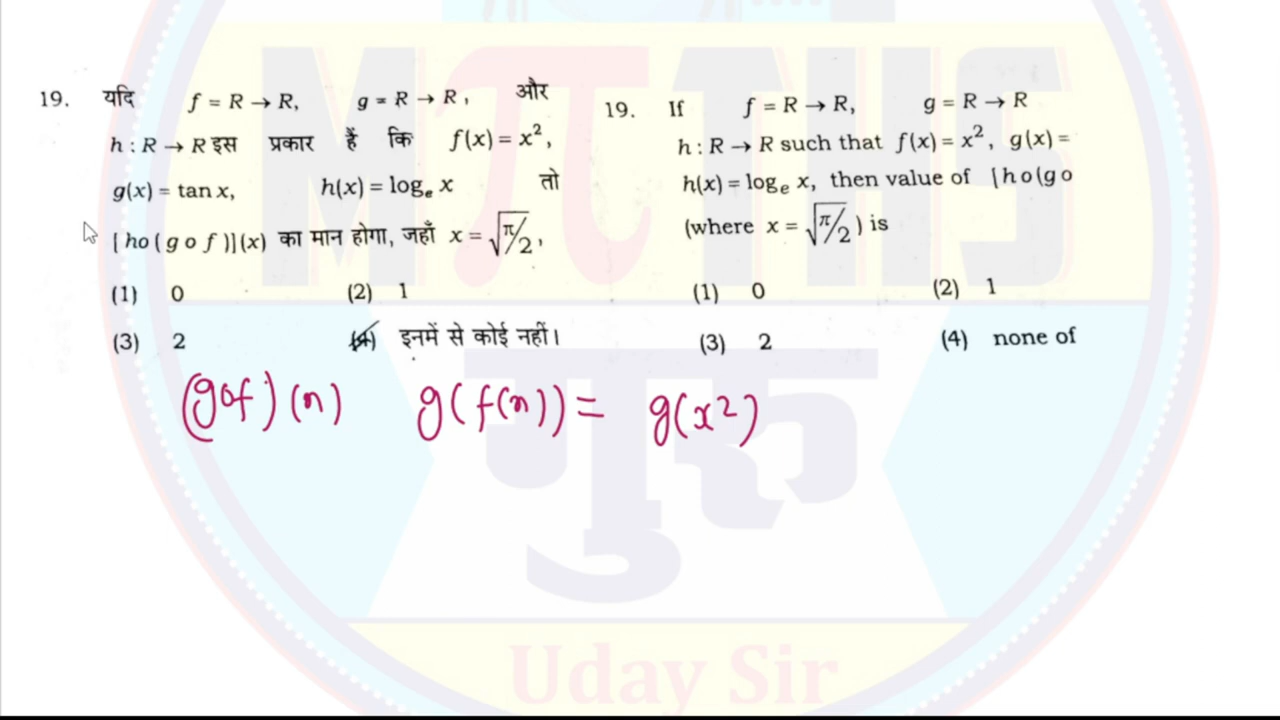 19. यदि f = R → R, g = R → R, और
h : R → R इस प्रकार हैं कि f(x) = x²,
g(x) = tan x, h(x) = logₑ x तो
[ho(gof)](x) का मान होगा, जहाँ x = √π/2,
(1) 0 (2) 1
(3) 2 (4) इनमें से कोई नहीं।
19. If f = R → R, g = R → R
h : R → R such that f(x) = x², g(x) =
h(x) = logₑ x, then value of [ho(go
(where x = √π/2) is
(1) 0 (2) 1
(3) 2 (4) none of
(gof)(n) g(f(n)) = g(x²)
MπTHS
गुरु
Uday Sir